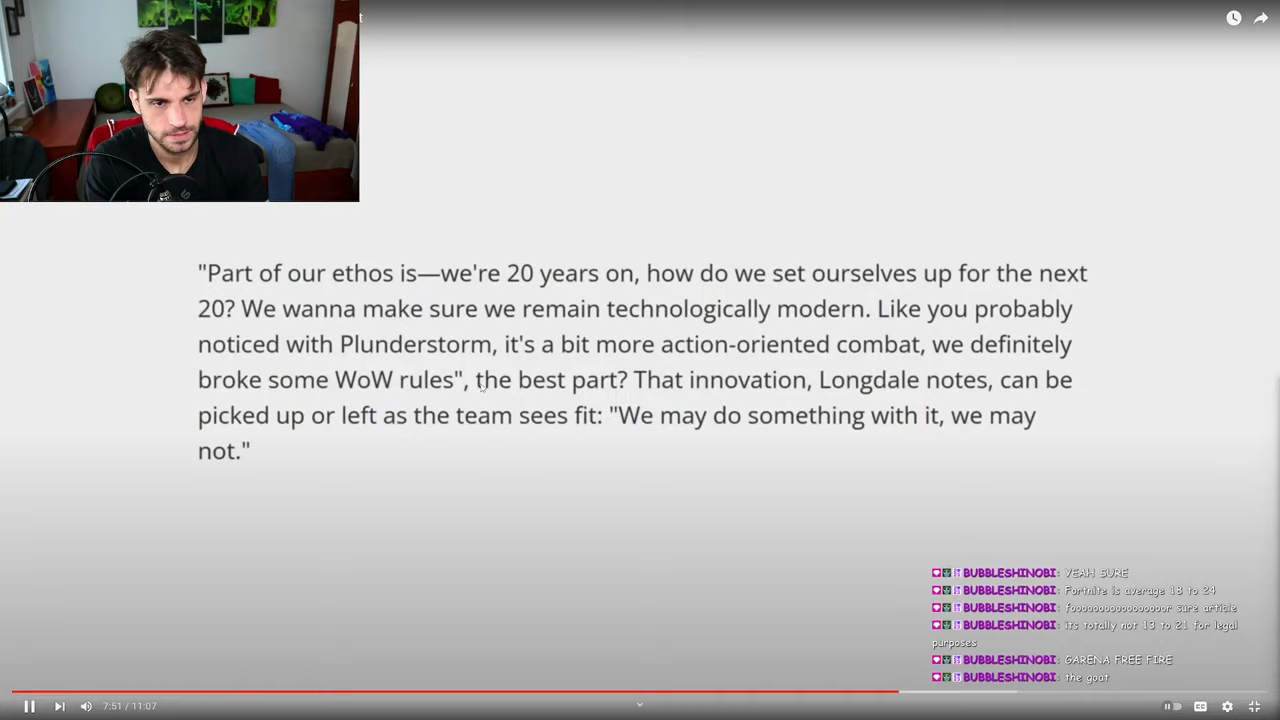 "Part of our ethos is—we're 20 years on, how do we set ourselves up for the next
20? We wanna make sure we remain technologically modern. Like you probably
noticed with Plunderstorm, it's a bit more action-oriented combat, we definitely
broke some WoW rules", the best part? That innovation, Longdale notes, can be
picked up or left as the team sees fit: "We may do something with it, we may
not."
BUBBLESHINOBI: YEAH SURE
BUBBLESHINOBI: Fortnite is average 18 to 24
BUBBLESHINOBI: foooooooooooooooor sure article
BUBBLESHINOBI: its totally not 13 to 21 for legal
purposes
BUBBLESHINOBI: GARENA FREE FIRE
BUBBLESHINOBI: the goat
7:51 / 11:07